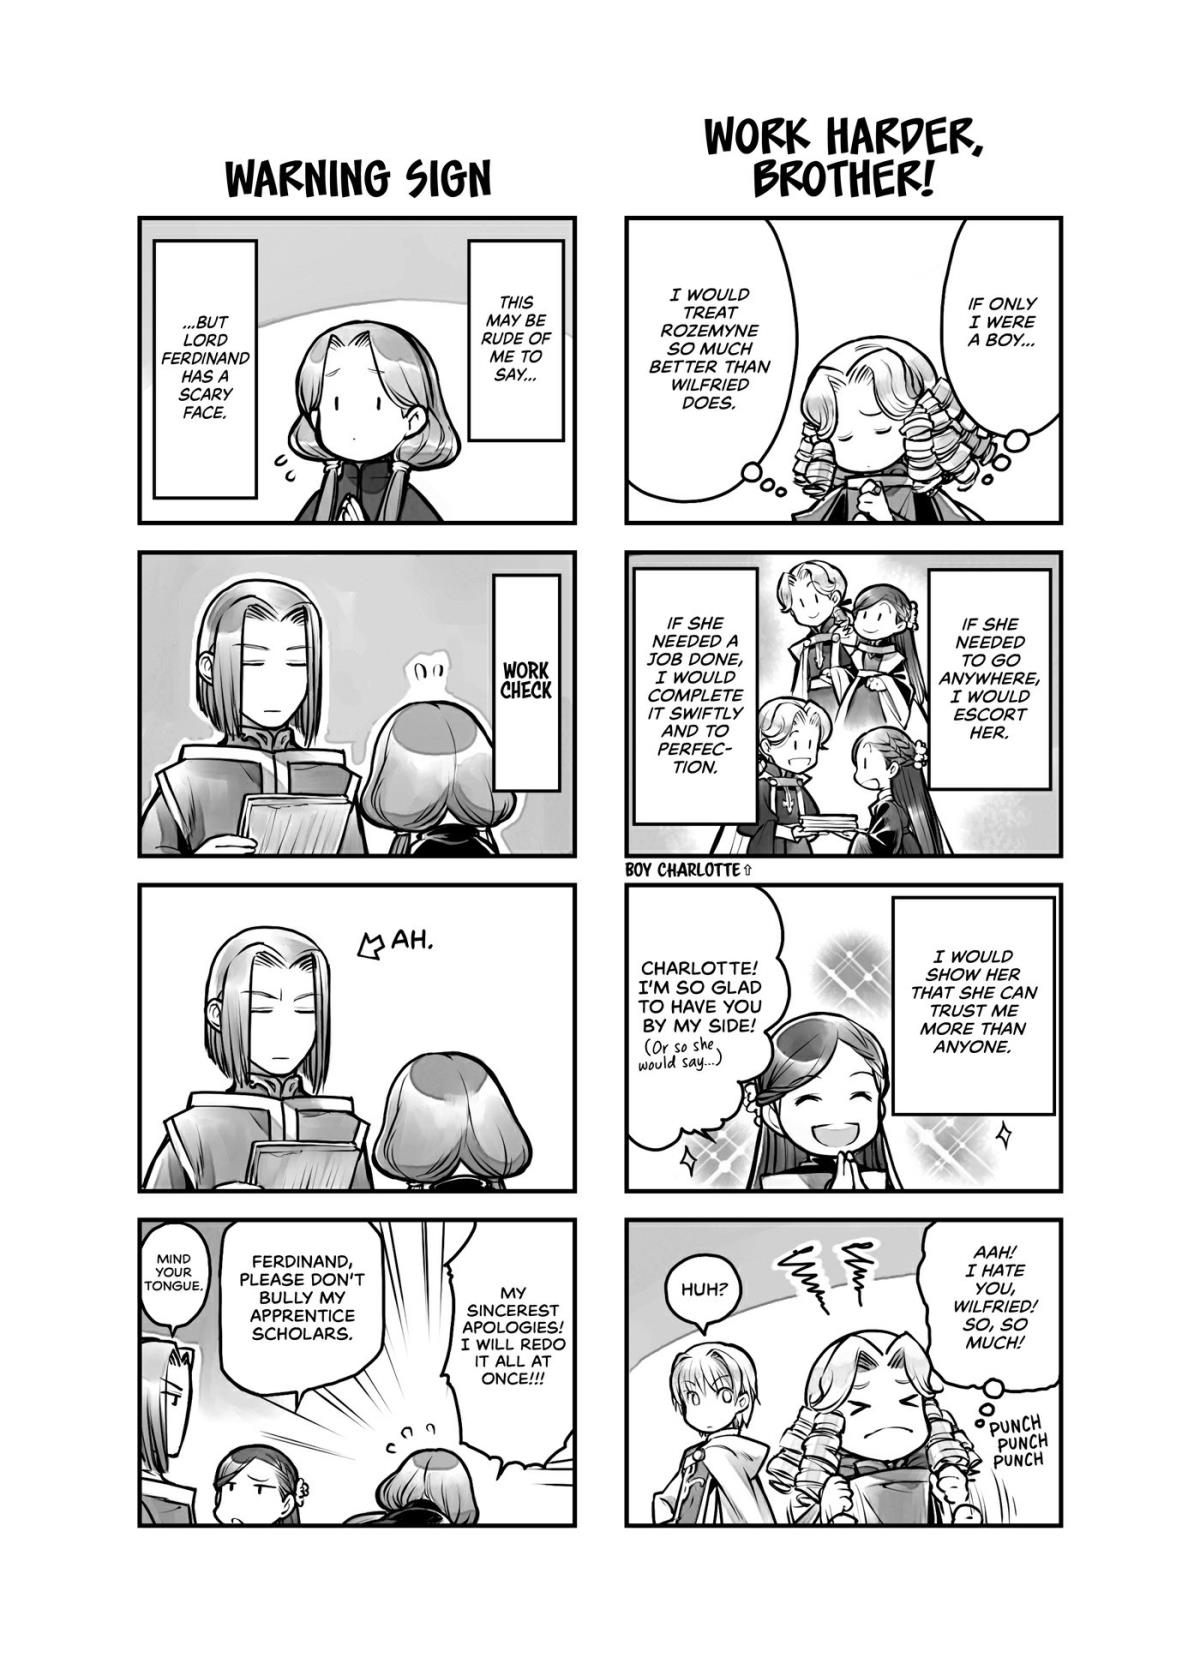 WORK HARDER,
BROTHER!
IF ONLY
I WERE
A BOY...
I WOULD
TREAT
ROZEMYNE
SO MUCH
BETTER THAN
WILFRIED
DOES.
IF SHE
NEEDED
TO GO
ANYWHERE,
I WOULD
ESCORT
HER.
IF SHE
NEEDED A
JOB DONE,
I WOULD
COMPLETE
IT SWIFTLY
AND TO
PERFEC-
TION.
BOY CHARLOTTE⇧
I WOULD
SHOW HER
THAT SHE CAN
TRUST ME
MORE THAN
ANYONE.
CHARLOTTE!
I'M SO GLAD
TO HAVE YOU
BY MY SIDE!
(Or so she
would say...)
AAH!
I HATE
YOU,
WILFRIED!
SO, SO
MUCH!
PUNCH
PUNCH
PUNCH
HUH?
WARNING SIGN
THIS
MAY BE
RUDE OF
ME TO
SAY...
...BUT
LORD
FERDINAND
HAS A
SCARY
FACE.
WORK
CHECK
AH.
MY
SINCEREST
APOLOGIES!
I WILL REDO
IT ALL AT
ONCE!!!
FERDINAND,
PLEASE DON'T
BULLY MY
APPRENTICE
SCHOLARS.
MIND
YOUR
TONGUE.